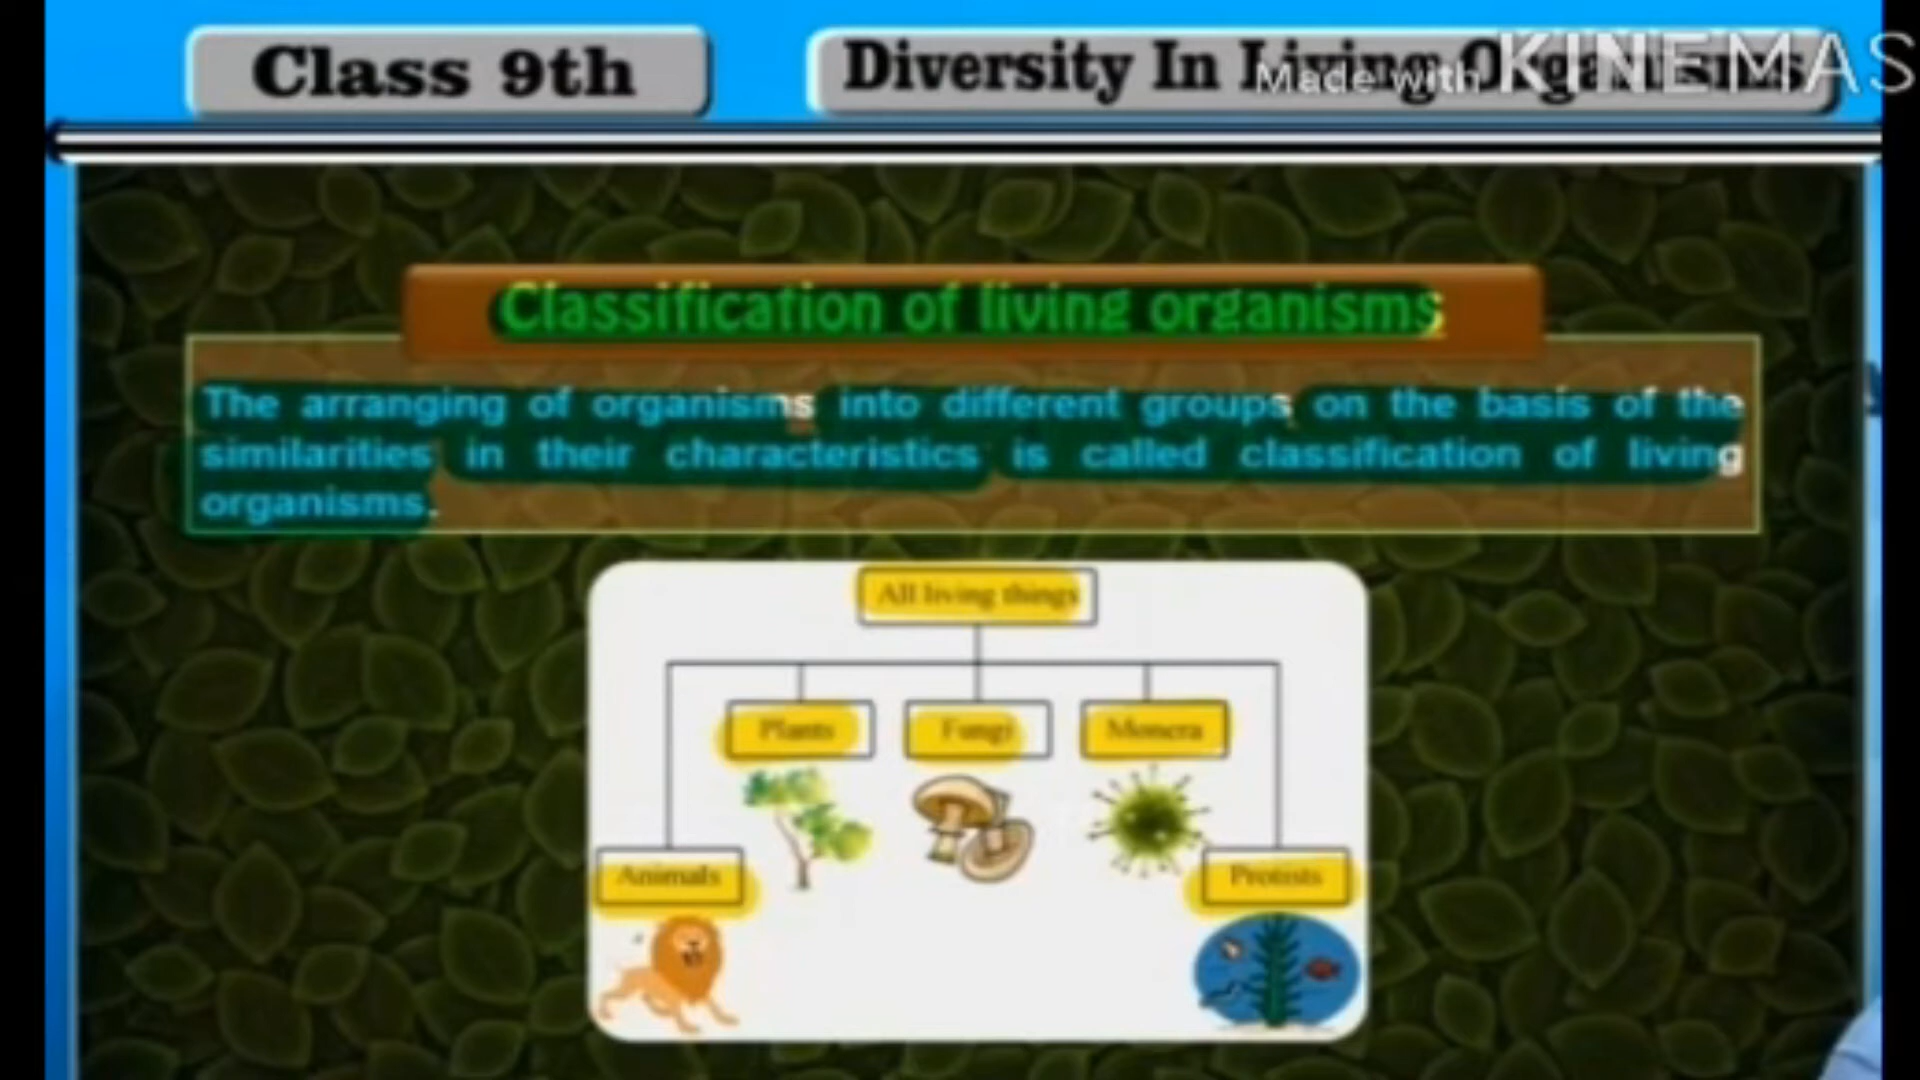 Class 9th
Diversity In Living Organisms
Made with KINEMAS
Classification of living organisms
The arranging of organisms into different groups on the basis of the
similarities in their characteristics is called classification of living
organisms.
All living things
Plants
Fungi
Monera
Animals
Protists